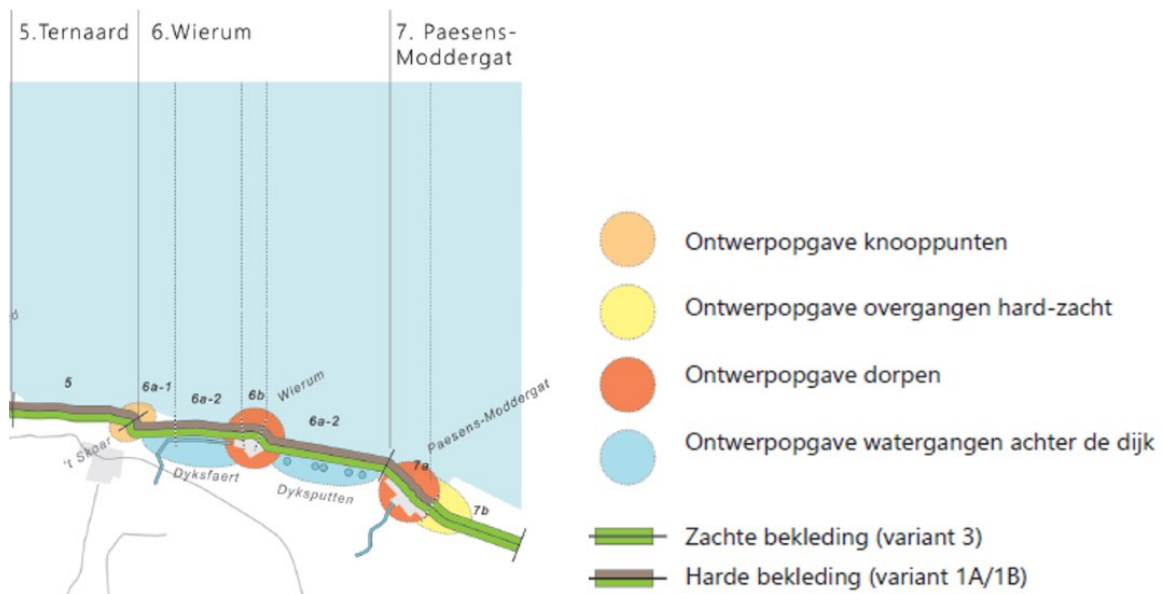 5.Ternaard
6.Wierum
7. Paesens-
Moddergat
d
5
6a-1
6a-2
6b
Wierum
6a-2
Paesens-Moddergat
't Skoar
Dyksfaert
Dyksputten
7a
7b
Ontwerpopgave knooppunten
Ontwerpopgave overgangen hard-zacht
Ontwerpopgave dorpen
Ontwerpopgave watergangen achter de dijk
Zachte bekleding (variant 3)
Harde bekleding (variant 1A/1B)